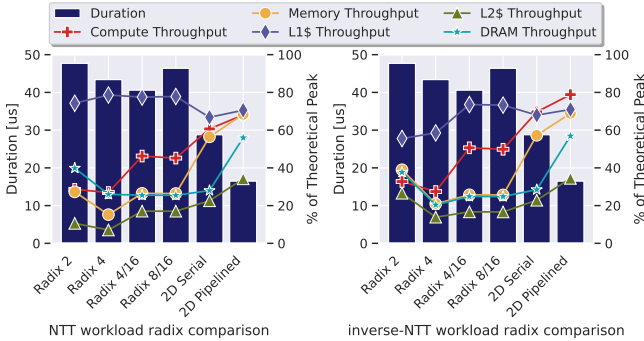 Duration
Memory Throughput
L2$ Throughput
Compute Throughput
L1$ Throughput
DRAM Throughput
Duration [us]
50
40
30
20
10
0
100
80
60
40
20
0
% of Theoretical Peak
Radix 2
Radix 4
Radix 4/16
Radix 8/16
2D Serial
2D Pipelined
NTT workload radix comparison
Duration [us]
50
40
30
20
10
0
100
80
60
40
20
0
% of Theoretical Peak
Radix 2
Radix 4
Radix 4/16
Radix 8/16
2D Serial
2D Pipelined
inverse-NTT workload radix comparison